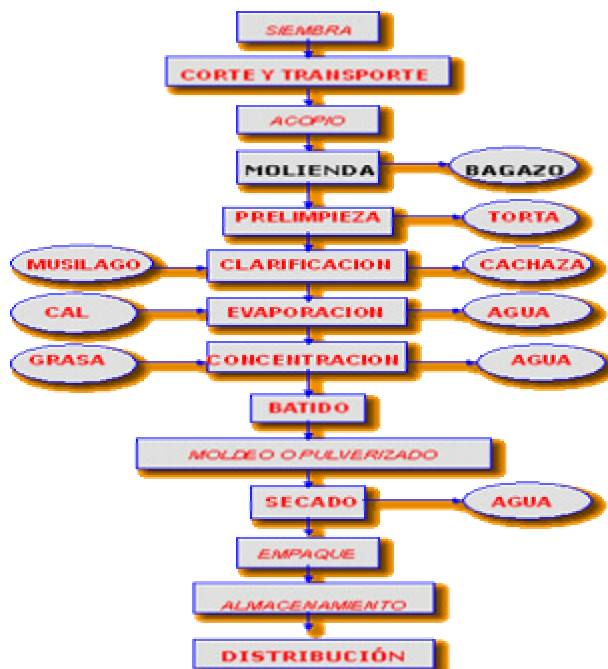 SIEMBRA
CORTE Y TRANSPORTE
ACOPIO
MOLIENDA
BAGAZO
PRELIMPIEZA
TORTA
MUSILAGO
CLARIFICACION
CACHAZA
CAL
EVAPORACION
AGUA
GRASA
CONCENTRACION
AGUA
BATIDO
MOLDEO O PULVERIZADO
SECADO
AGUA
EMPAQUE
ALMACENAMIENTO
DISTRIBUCIÓN